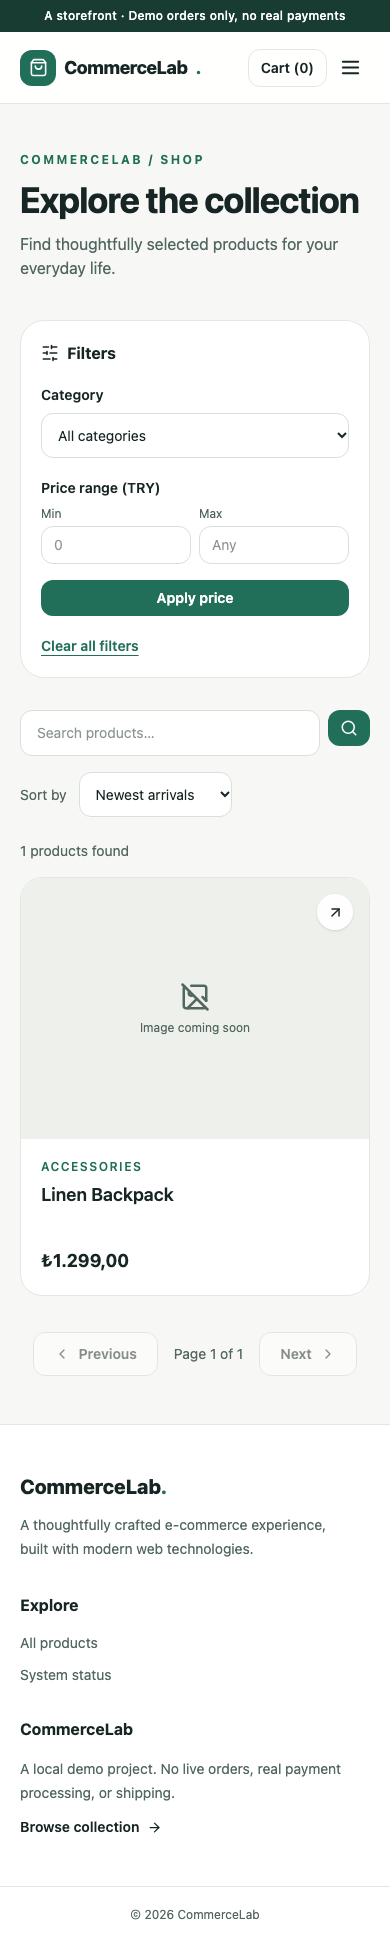 A storefront · Demo orders only, no real payments
CommerceLab .
Cart (0)
COMMERCELAB / SHOP
Explore the collection
Find thoughtfully selected products for your
everyday life.
Filters
Category
All categories
Price range (TRY)
Min Max
0 Any
Apply price
Clear all filters
Search products...
Sort by Newest arrivals
1 products found
Image coming soon
ACCESSORIES
Linen Backpack
₺1.299,00
Previous Page 1 of 1 Next
CommerceLab.
A thoughtfully crafted e-commerce experience,
built with modern web technologies.
Explore
All products
System status
CommerceLab
A local demo project. No live orders, real payment
processing, or shipping.
Browse collection →
© 2026 CommerceLab